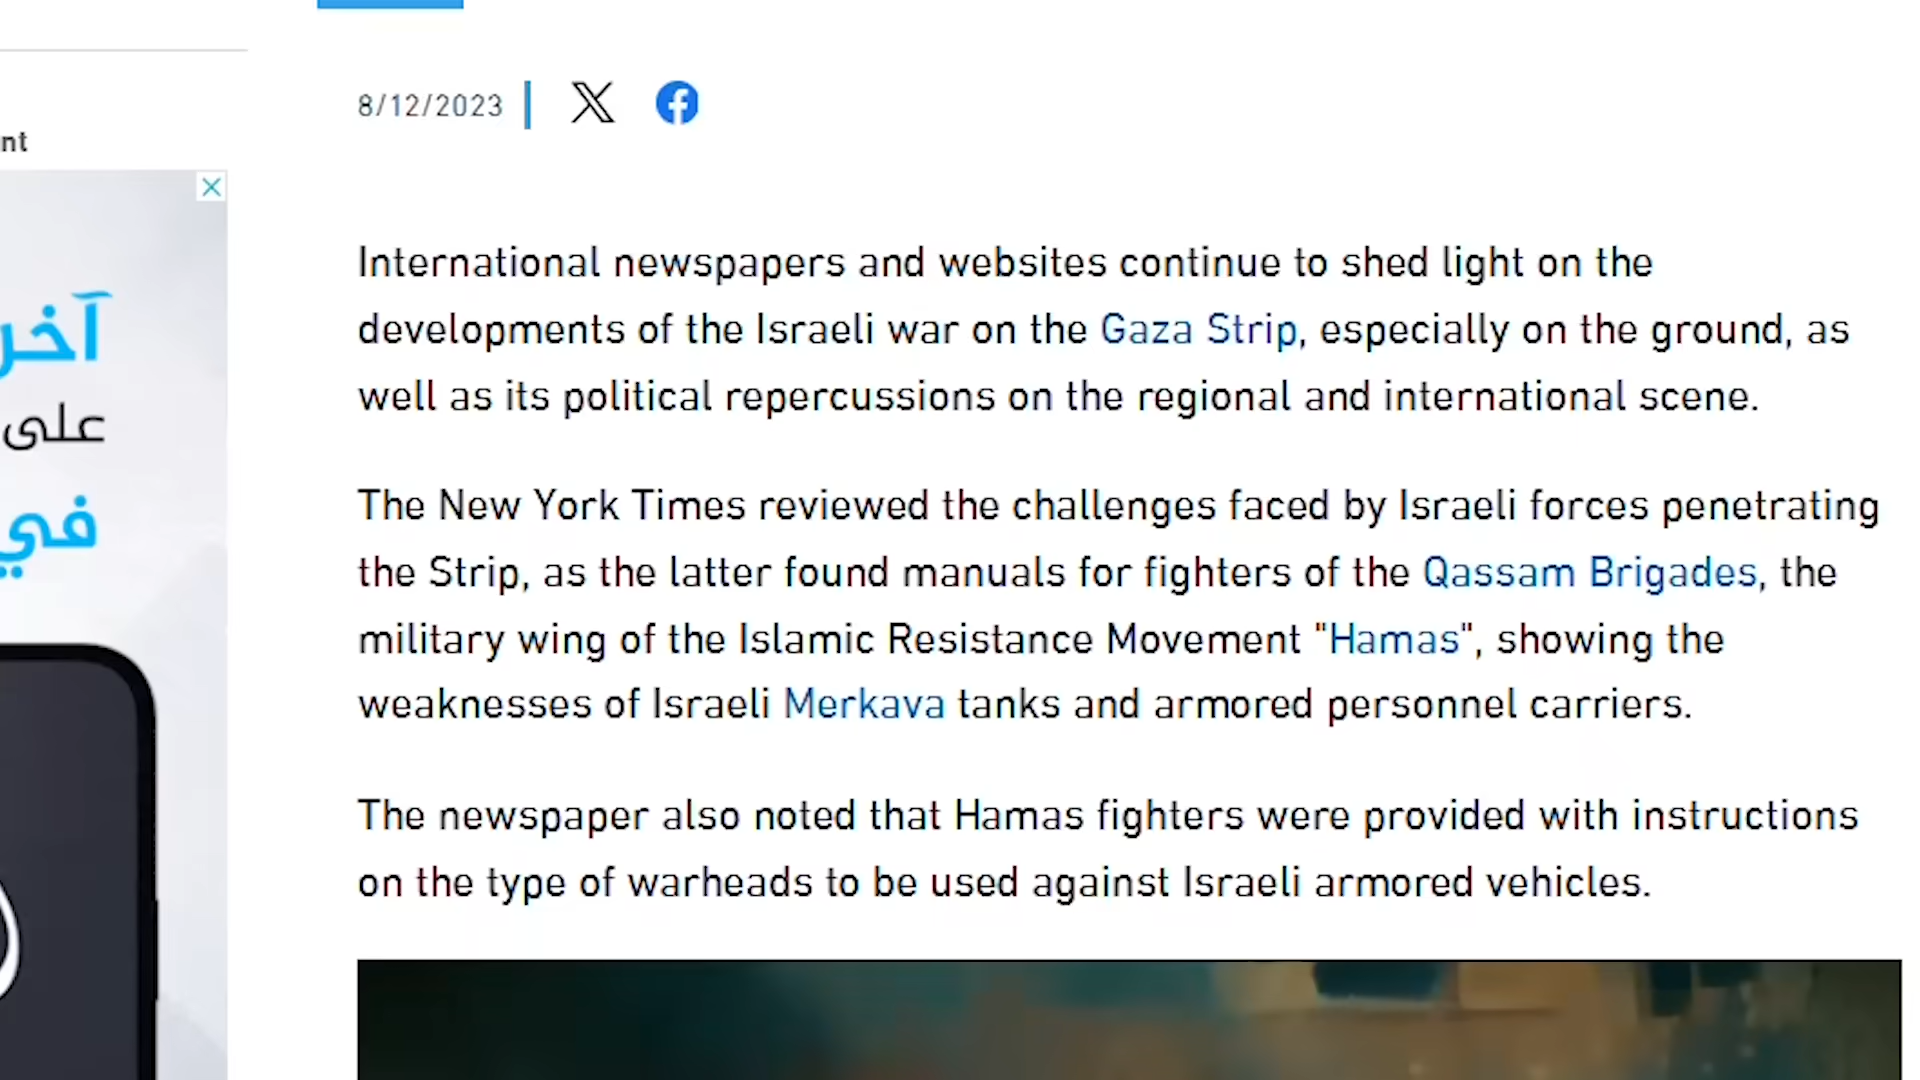 8/12/2023
nt
آخر
على
في
International newspapers and websites continue to shed light on the
developments of the Israeli war on the Gaza Strip, especially on the ground, as
well as its political repercussions on the regional and international scene.
The New York Times reviewed the challenges faced by Israeli forces penetrating
the Strip, as the latter found manuals for fighters of the Qassam Brigades, the
military wing of the Islamic Resistance Movement "Hamas", showing the
weaknesses of Israeli Merkava tanks and armored personnel carriers.
The newspaper also noted that Hamas fighters were provided with instructions
on the type of warheads to be used against Israeli armored vehicles.